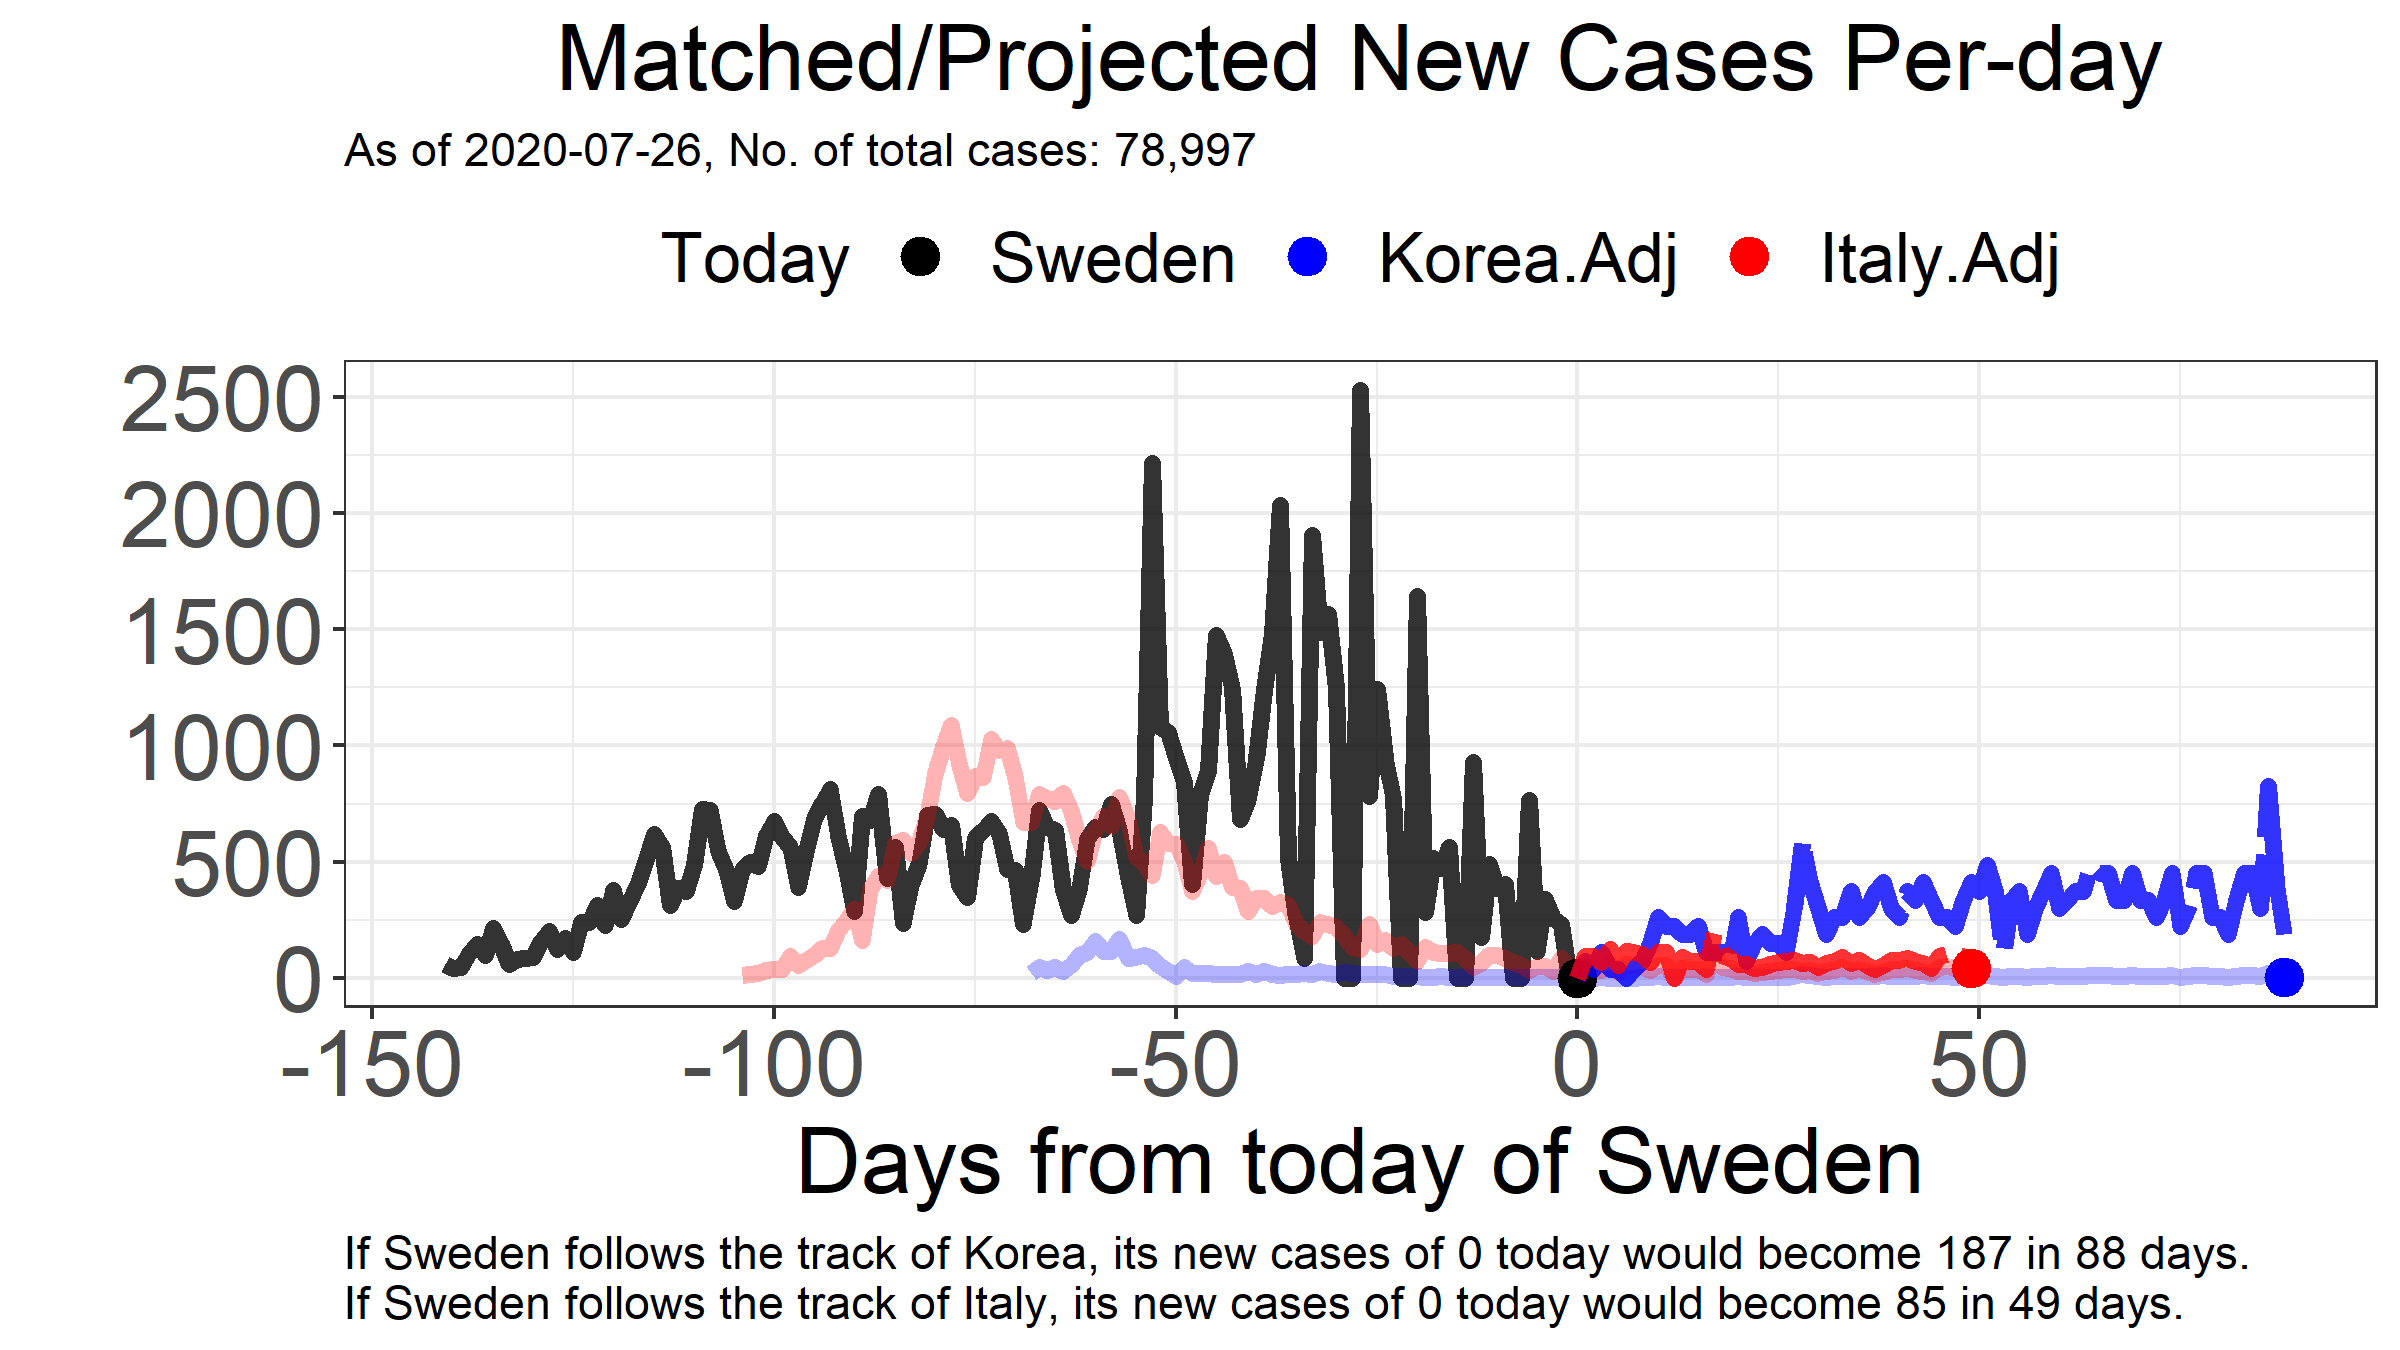 Matched/Projected New Cases Per-day
As of 2020-07-26, No. of total cases: 78,997
Today Sweden Korea.Adj Italy.Adj
2500
2000
1500
1000
500
0
-150 -100 -50 0 50
Days from today of Sweden
If Sweden follows the track of Korea, its new cases of 0 today would become 187 in 88 days.
If Sweden follows the track of Italy, its new cases of 0 today would become 85 in 49 days.